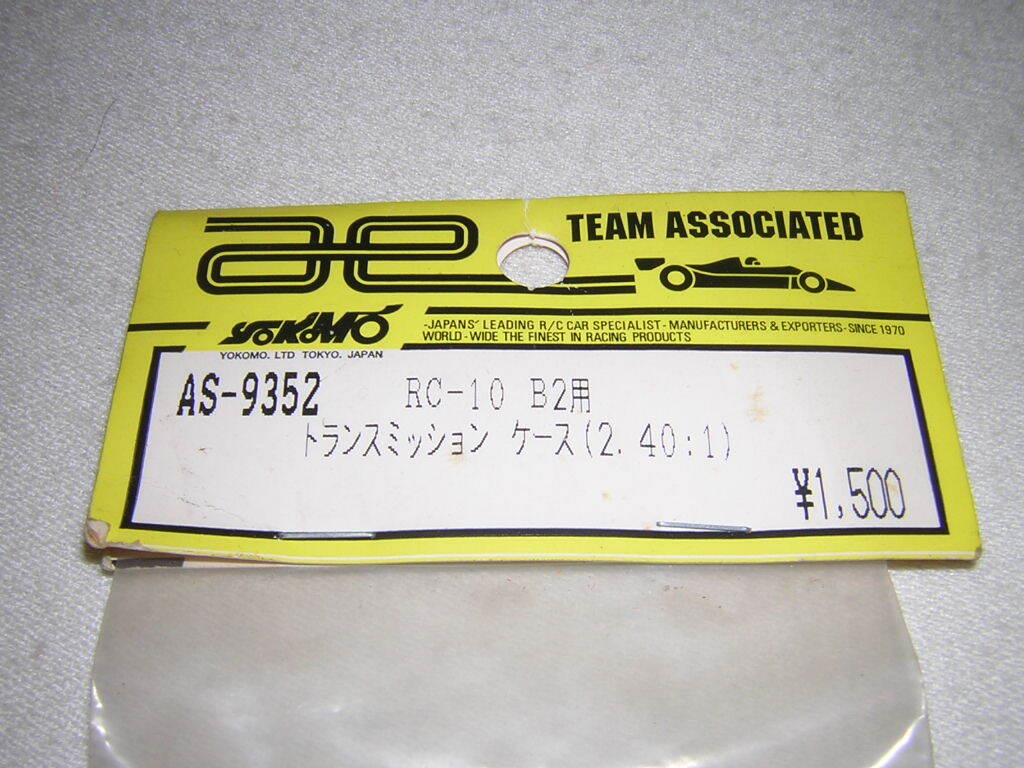 ae TEAM ASSOCIATED
YOKOMO
YOKOMO. LTD TOKYO. JAPAN
-JAPANS' LEADING R/C CAR SPECIALIST- MANUFACTURERS & EXPORTERS- SINCE 1970
WORLD-WIDE THE FINEST IN RACING PRODUCTS
AS-9352 RC-10 B2用
トランスミッション ケース(2.40:1)
¥1,500